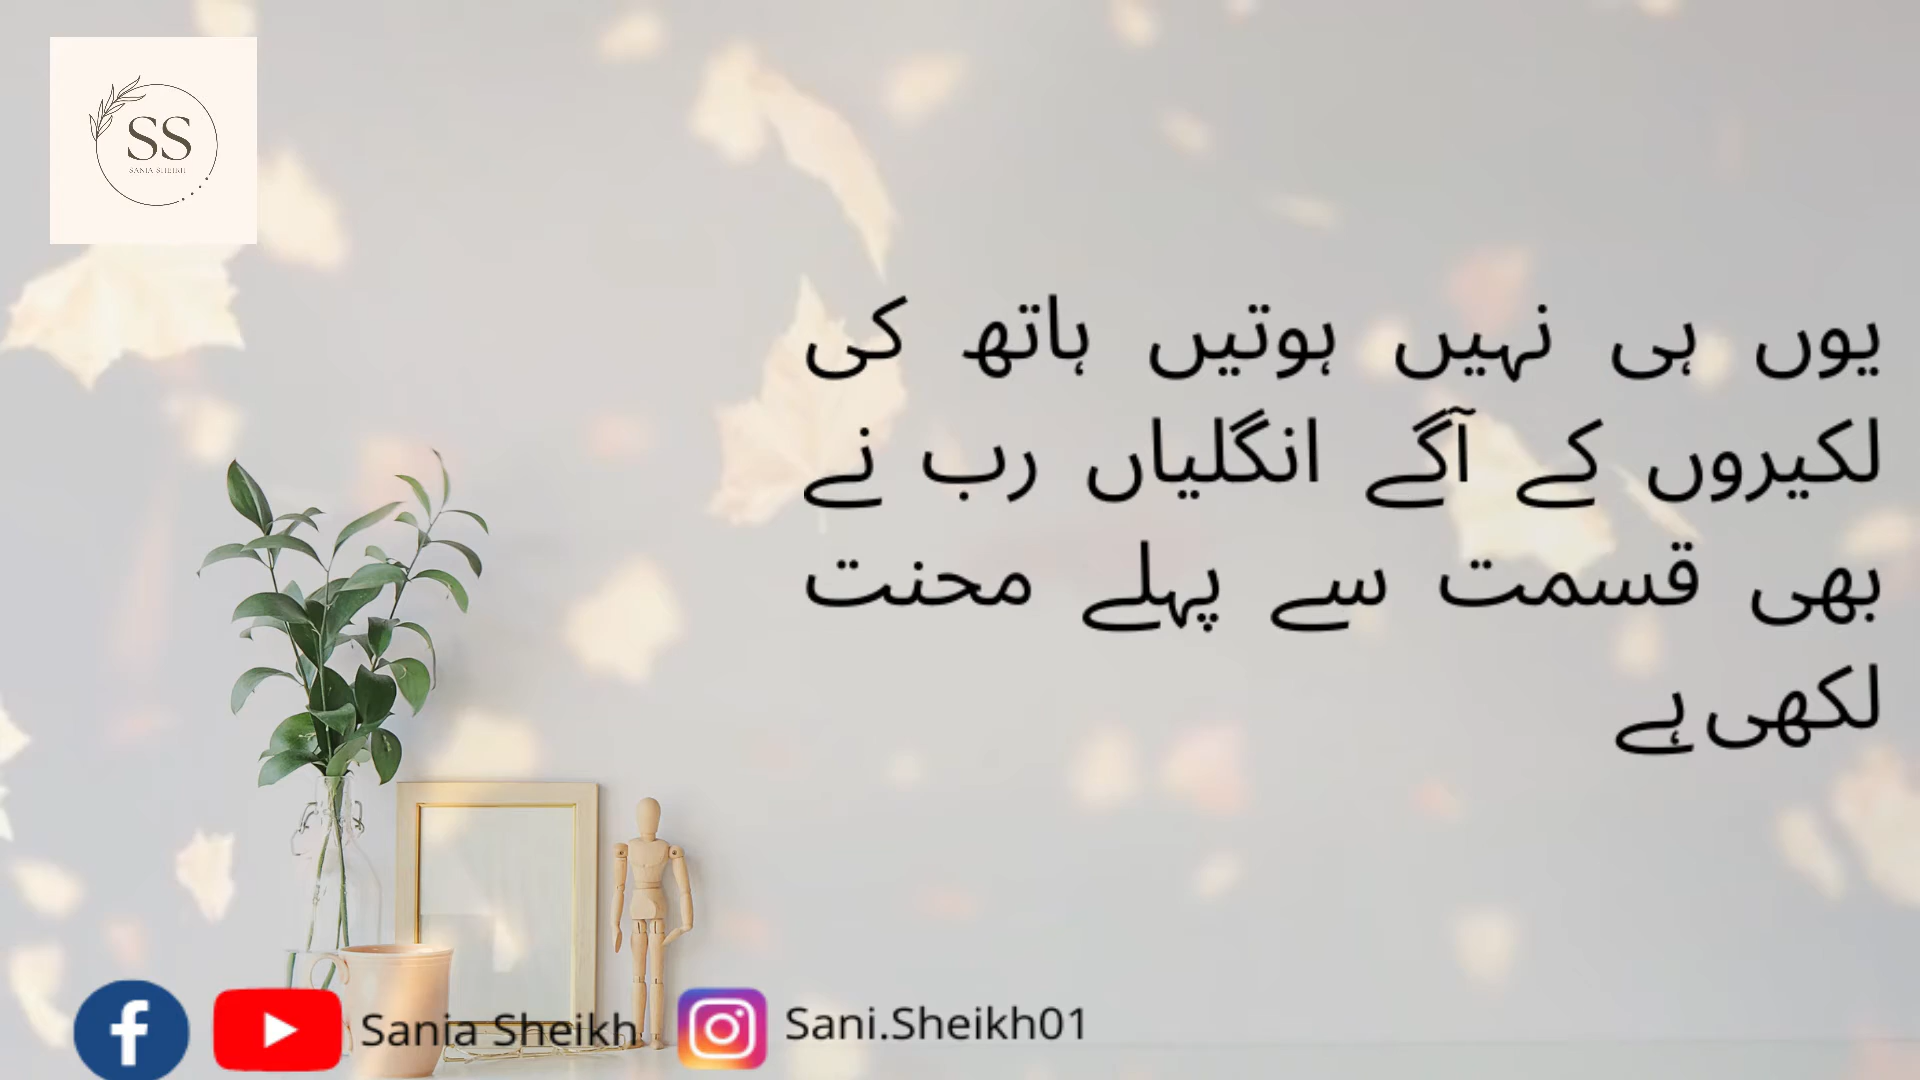 SS
SANIA SHEIKH
یوں ہی نہیں ہوتیں ہاتھ کی
لکیروں کے آگے انگلیاں رب نے
بھی قسمت سے پہلے محنت
لکھی ہے
Sania Sheikh
Sani.Sheikh01